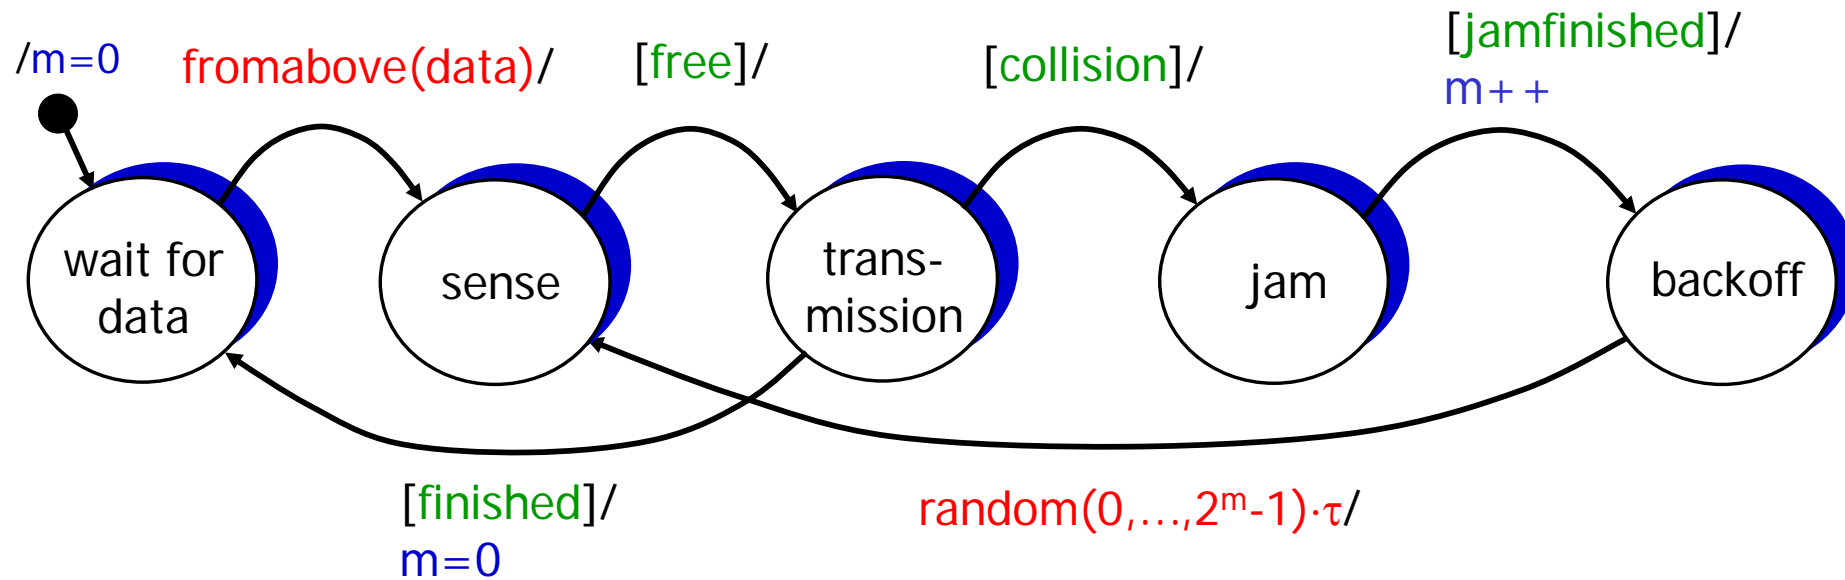 /m=0
fromabove(data)/
[free]/
[collision]/
[jamfinished]/
m++
wait for
data
sense
trans-
mission
jam
backoff
[finished]/
m=0
random(0,...,2ᵐ-1)·τ/